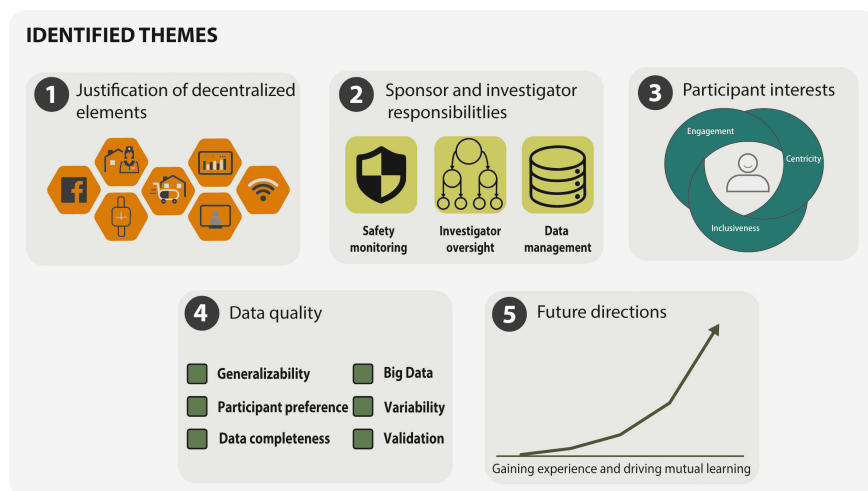 IDENTIFIED THEMES
1
Justification of decentralized
elements
2
Sponsor and investigator
responsibilitlies
Safety
monitoring
Investigator
oversight
Data
management
3
Participant interests
Engagement
Centricity
Inclusiveness
4
Data quality
Generalizability
Big Data
Participant preference
Variability
Data completeness
Validation
5
Future directions
Gaining experience and driving mutual learning